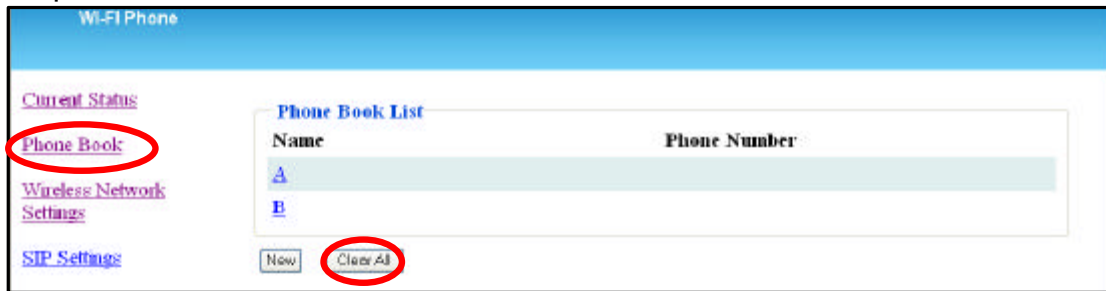 Wi-Fi Phone
Current Status
Phone Book
Wireless Network
Settings
SIP Settings
Phone Book List
Name Phone Number
A
B
New Clear All